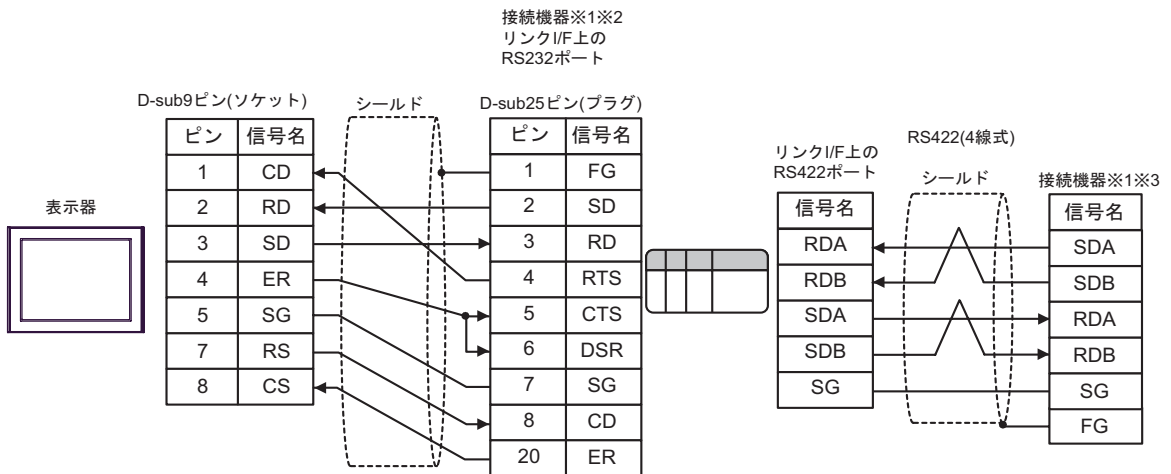 接続機器※1※2
リンクI/F上の
RS232ポート
D-sub9ピン(ソケット)
シールド
D-sub25ピン(プラグ)
ピン 信号名
1 CD
2 RD
3 SD
4 ER
5 SG
7 RS
8 CS
ピン 信号名
1 FG
2 SD
3 RD
4 RTS
5 CTS
6 DSR
7 SG
8 CD
20 ER
表示器
RS422(4線式)
リンクI/F上の
RS422ポート
シールド
接続機器※1※3
信号名
RDA
RDB
SDA
SDB
SG
信号名
SDA
SDB
RDA
RDB
SG
FG